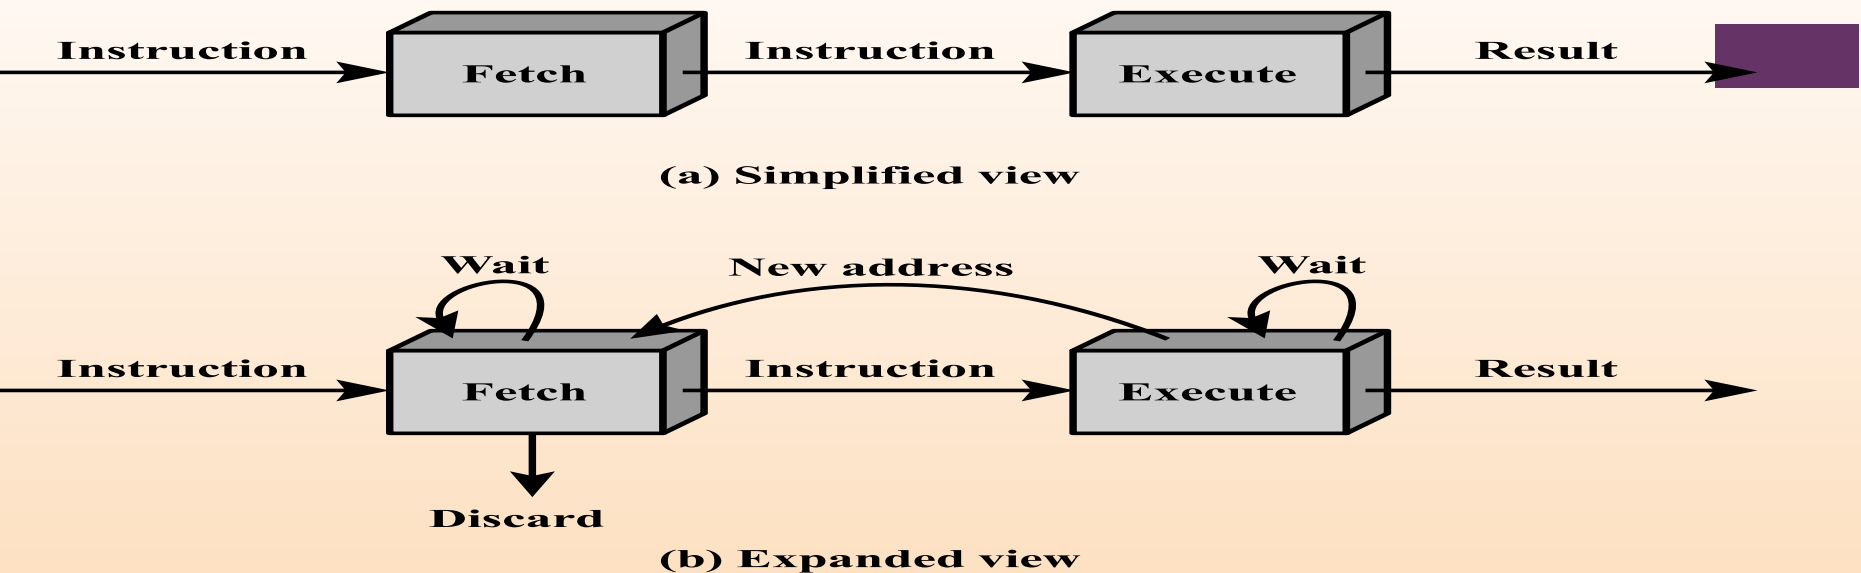 Instruction
Fetch
Instruction
Execute
Result
(a) Simplified view
Wait
New address
Wait
Instruction
Fetch
Instruction
Execute
Result
Discard
(b) Expanded view